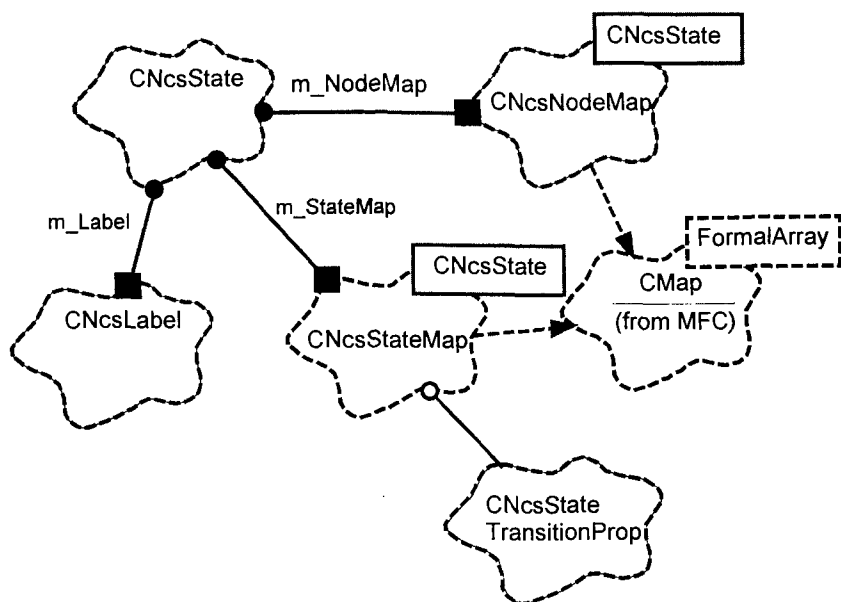 CNcsState
CNcsState
m_NodeMap
CNcsNodeMap
m_Label
m_StateMap
FormalArray
CNcsState
CMap
(from MFC)
CNcsLabel
CNcsStateMap
CNcsState
TransitionProp